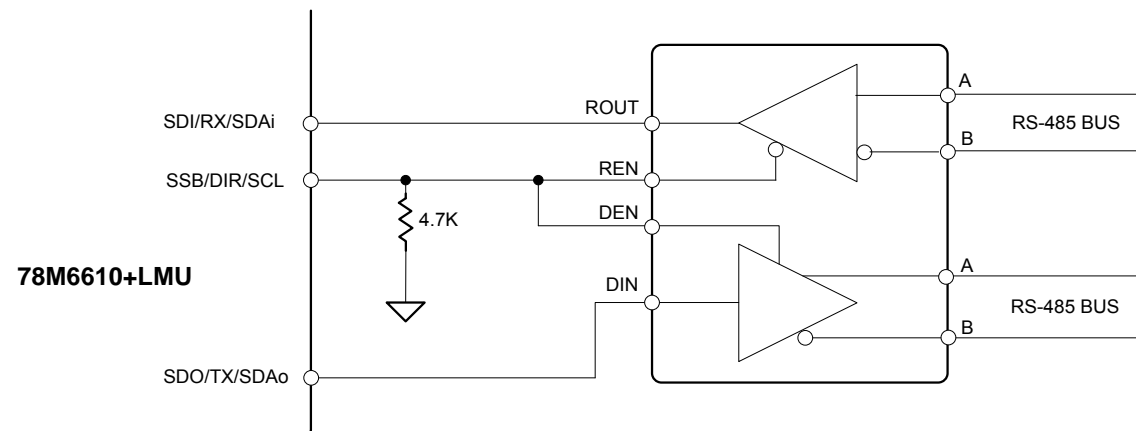 A
ROUT
SDI/RX/SDAi
RS-485 BUS
B
REN
SSB/DIR/SCL
DEN
4.7K
78M6610+LMU
A
DIN
RS-485 BUS
B
SDO/TX/SDAo